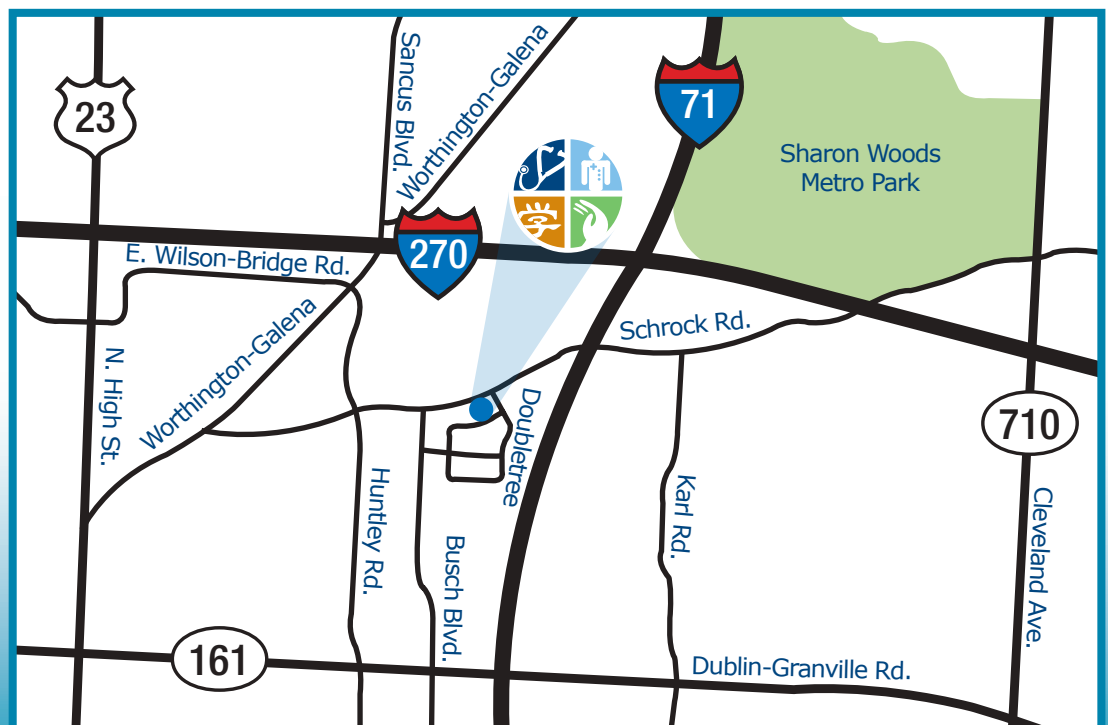 23
Sancus Blvd.
Worthington-Galena
71
Sharon Woods
Metro Park
270
E. Wilson-Bridge Rd.
Worthington-Galena
N. High St.
Schrock Rd.
Doubletree
710
Huntley Rd.
Busch Blvd.
Karl Rd.
Cleveland Ave.
161
Dublin-Granville Rd.